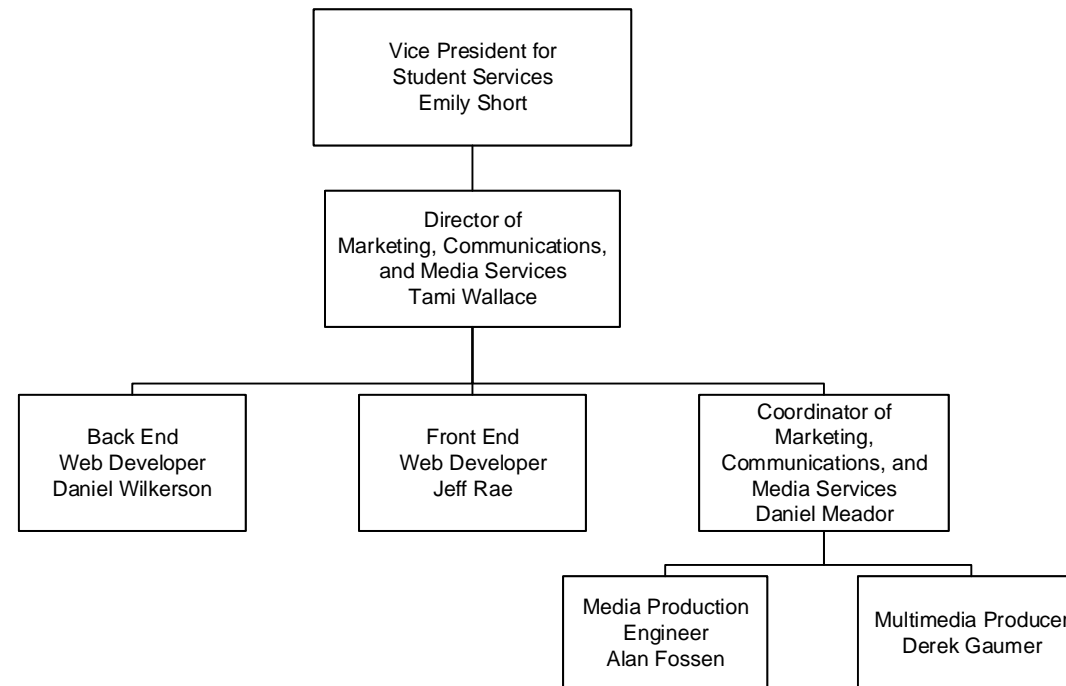 Vice President for
Student Services
Emily Short
Director of
Marketing, Communications,
and Media Services
Tami Wallace
Back End
Web Developer
Daniel Wilkerson
Front End
Web Developer
Jeff Rae
Coordinator of
Marketing,
Communications, and
Media Services
Daniel Meador
Media Production
Engineer
Alan Fossen
Multimedia Producer
Derek Gaumer